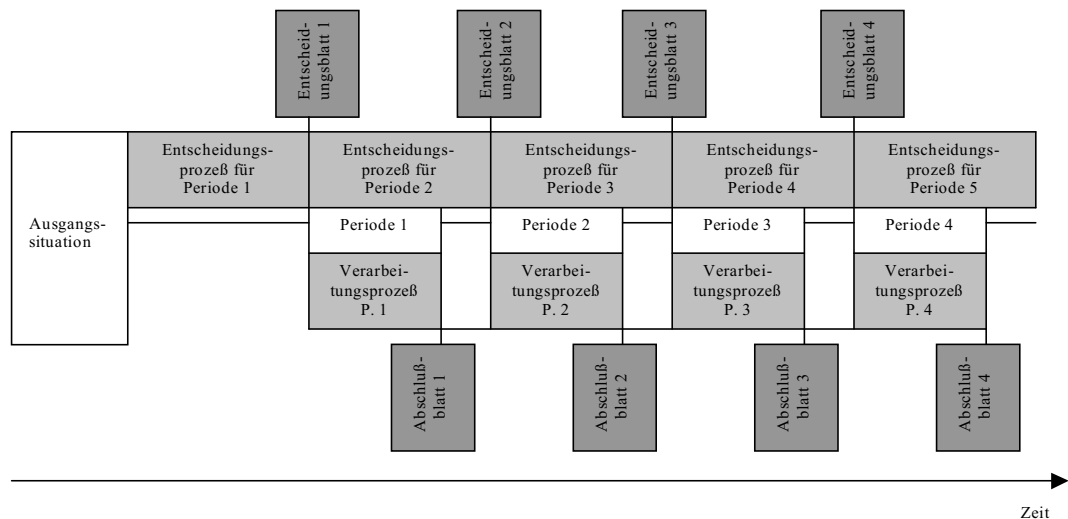 Entscheid-
ungsblatt 1
Entscheid-
ungsblatt 2
Entscheid-
ungsblatt 3
Entscheid-
ungsblatt 4
Ausgangs-
situation
Entscheidungs-
prozeß für
Periode 1
Entscheidungs-
prozeß für
Periode 2
Entscheidungs-
prozeß für
Periode 3
Entscheidungs-
prozeß für
Periode 4
Entscheidungs-
prozeß für
Periode 5
Periode 1
Periode 2
Periode 3
Periode 4
Verarbei-
tungsprozeß
P. 1
Verarbei-
tungsprozeß
P. 2
Verarbei-
tungsprozeß
P. 3
Verarbei-
tungsprozeß
P. 4
Abschluß-
blatt 1
Abschluß-
blatt 2
Abschluß-
blatt 3
Abschluß-
blatt 4
Zeit